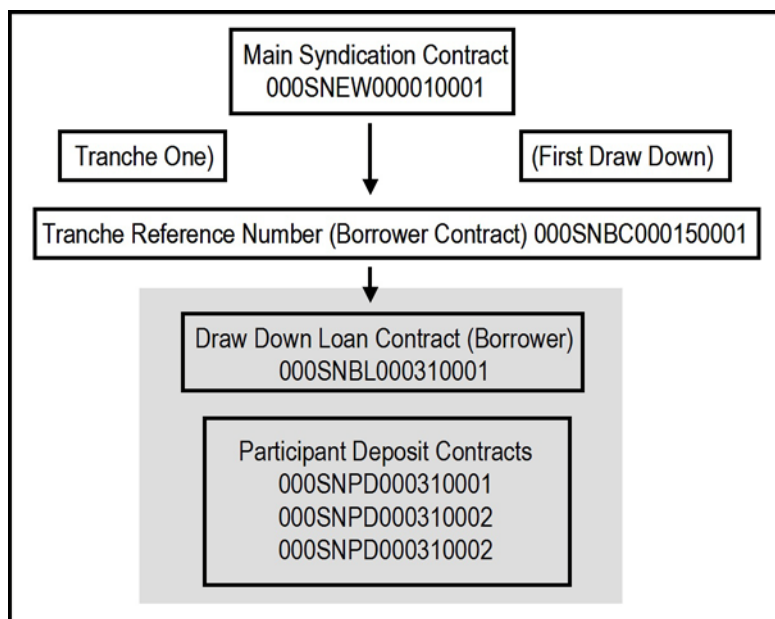 Main Syndication Contract
000SNEW000010001
Tranche One)
(First Draw Down)
Tranche Reference Number (Borrower Contract) 000SNBC000150001
Draw Down Loan Contract (Borrower)
000SNBL000310001
Participant Deposit Contracts
000SNPD000310001
000SNPD000310002
000SNPD000310002